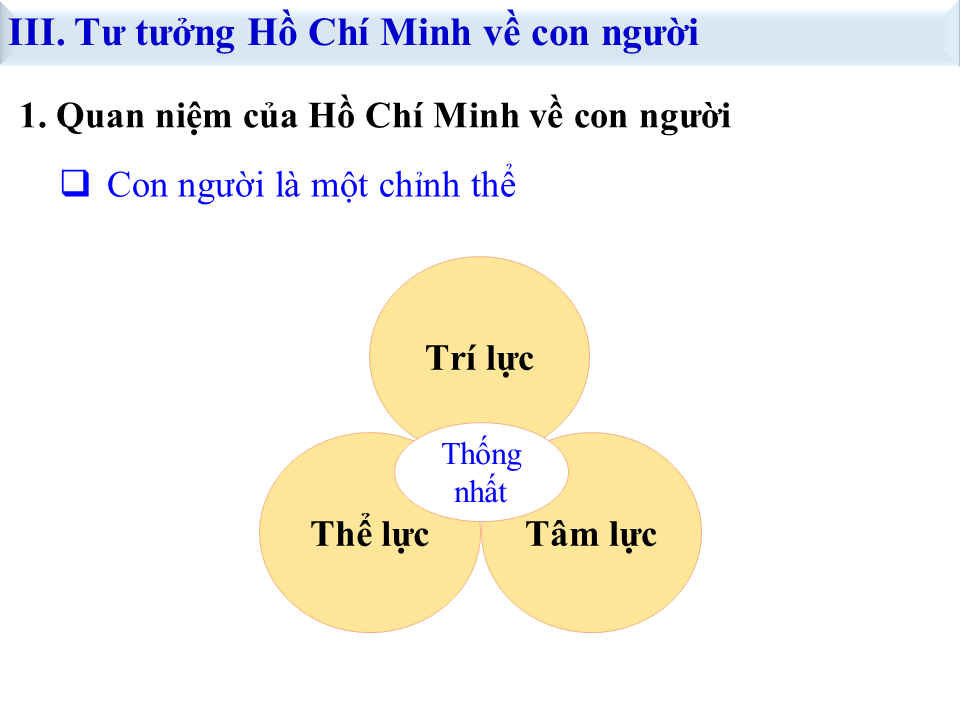 III. Tư tưởng Hồ Chí Minh về con người
1. Quan niệm của Hồ Chí Minh về con người
Con người là một chỉnh thể
Trí lực
Thống
nhất
Thể lực
Tâm lực